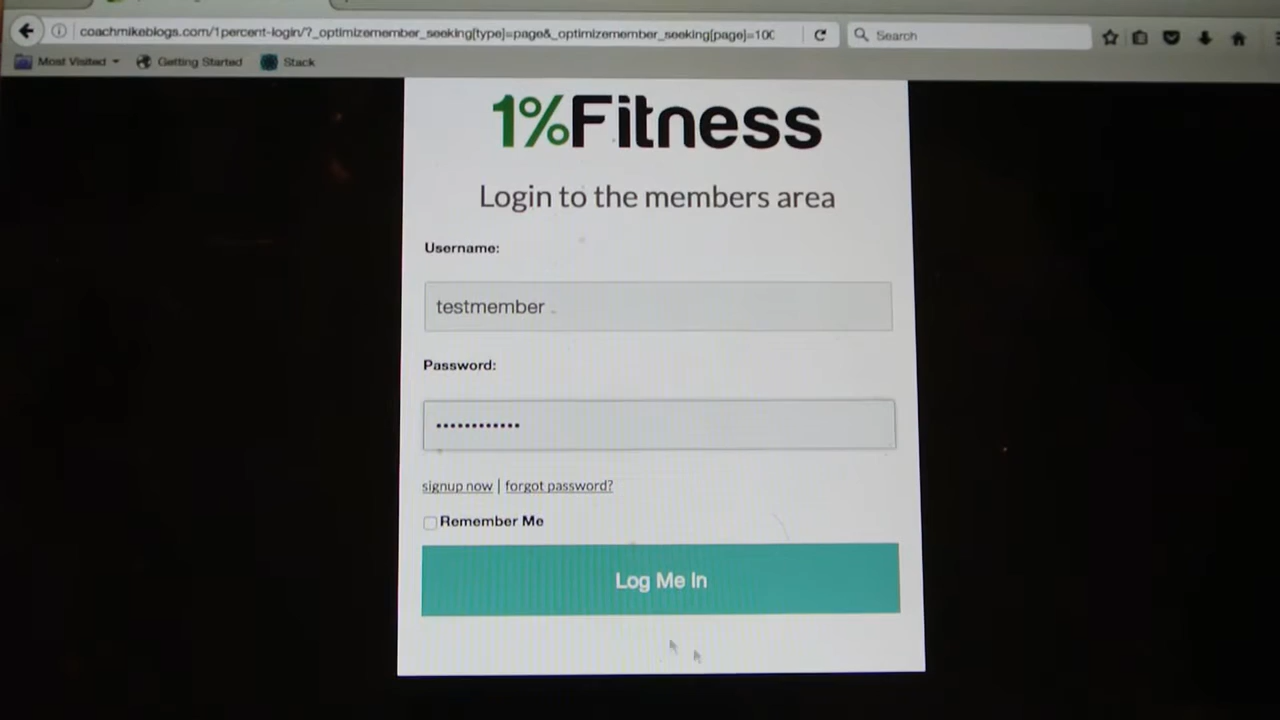 coachmikeblogs.com/1percent-login/?_optimizemember_seeking[type]=page&_optimizemember_seeking[page]=100
Search
Most Visited
Getting Started
Stack
1%Fitness
Login to the members area
Username:
testmember
Password:
••••••••••••
signup now | forgot password?
Remember Me
Log Me In